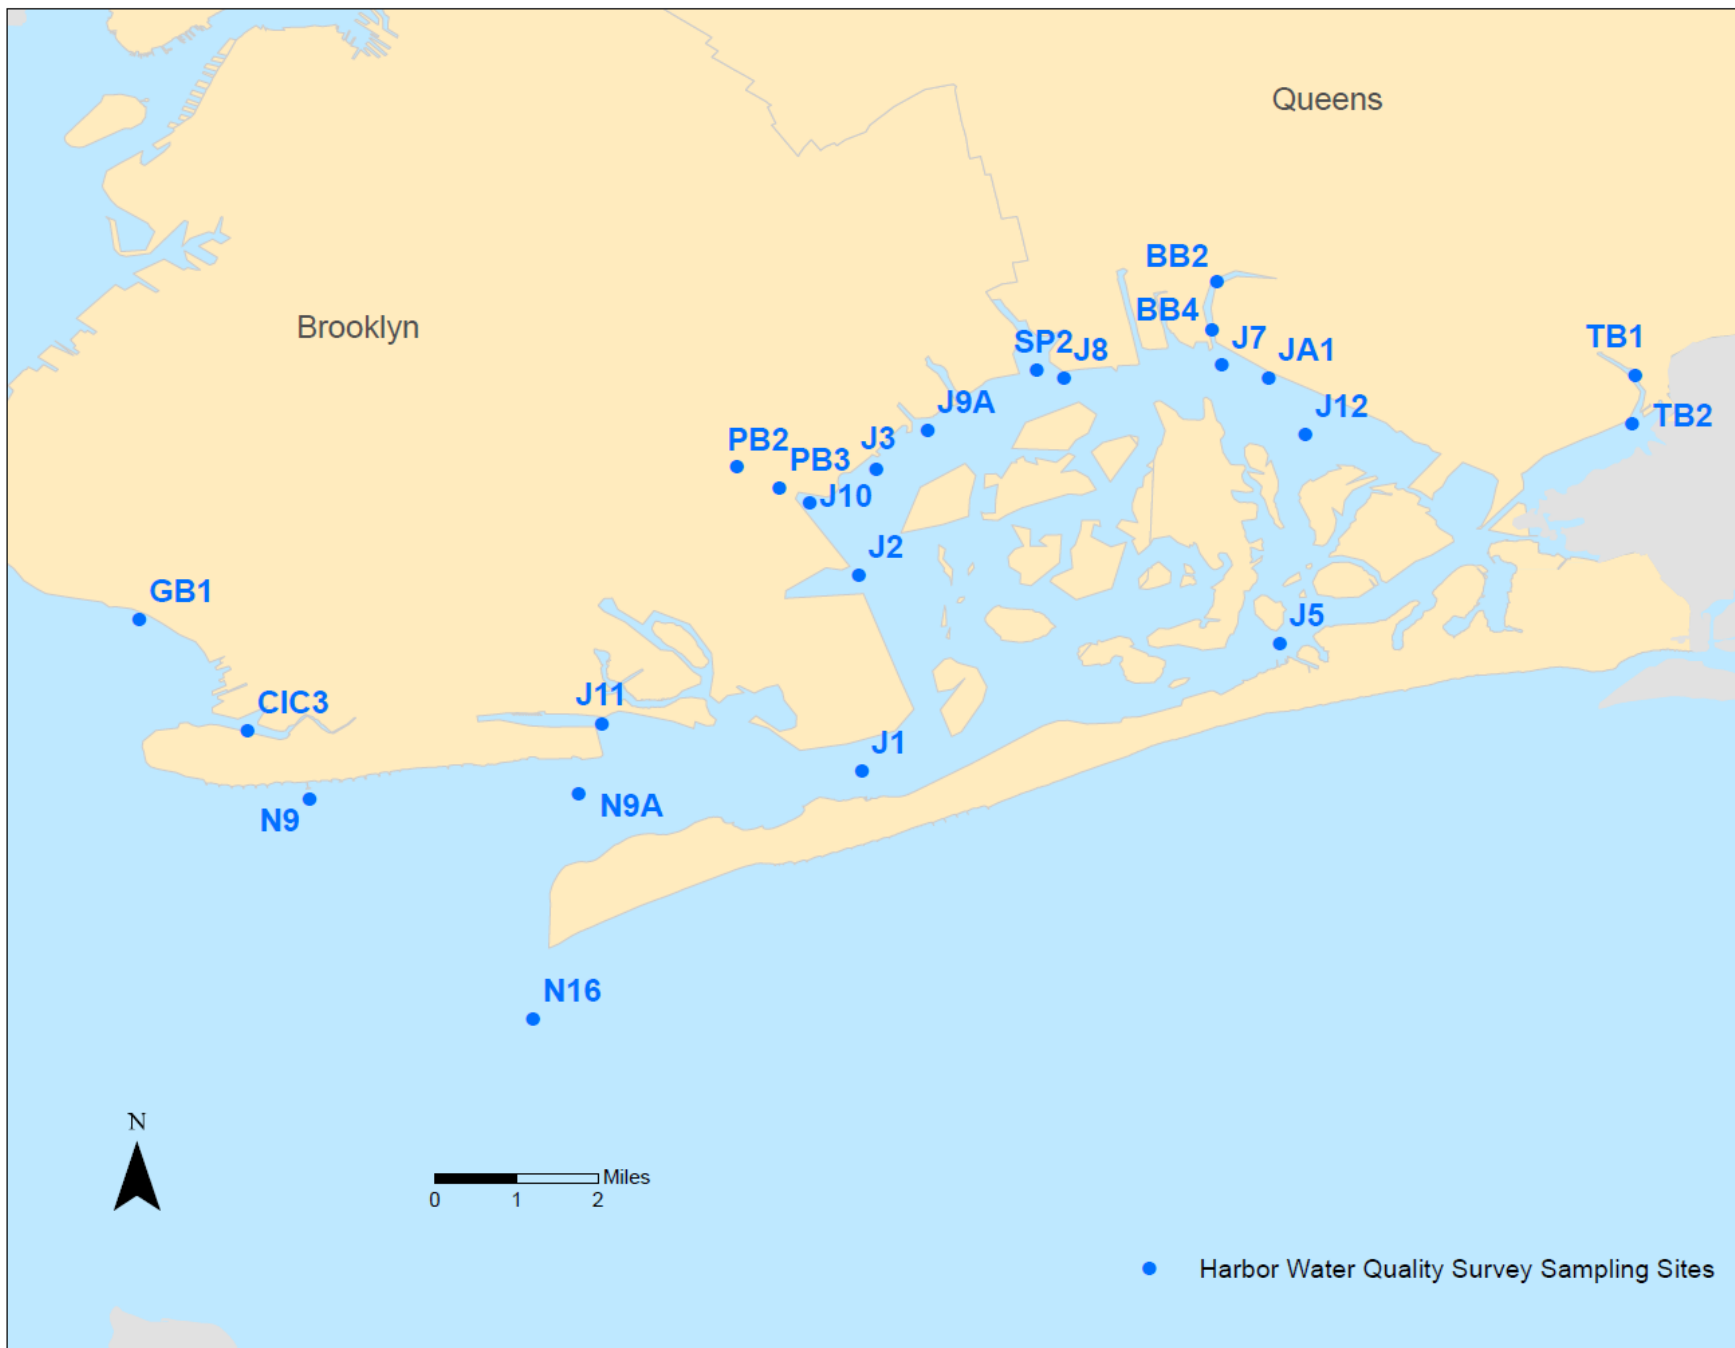 Queens
BB2
Brooklyn
BB4
J7
SP2
J8
JA1
TB1
J9A
J12
TB2
PB2
J3
PB3
J10
J2
GB1
J5
CIC3
J11
J1
N9
N9A
N16
N
Miles
0 1 2
Harbor Water Quality Survey Sampling Sites